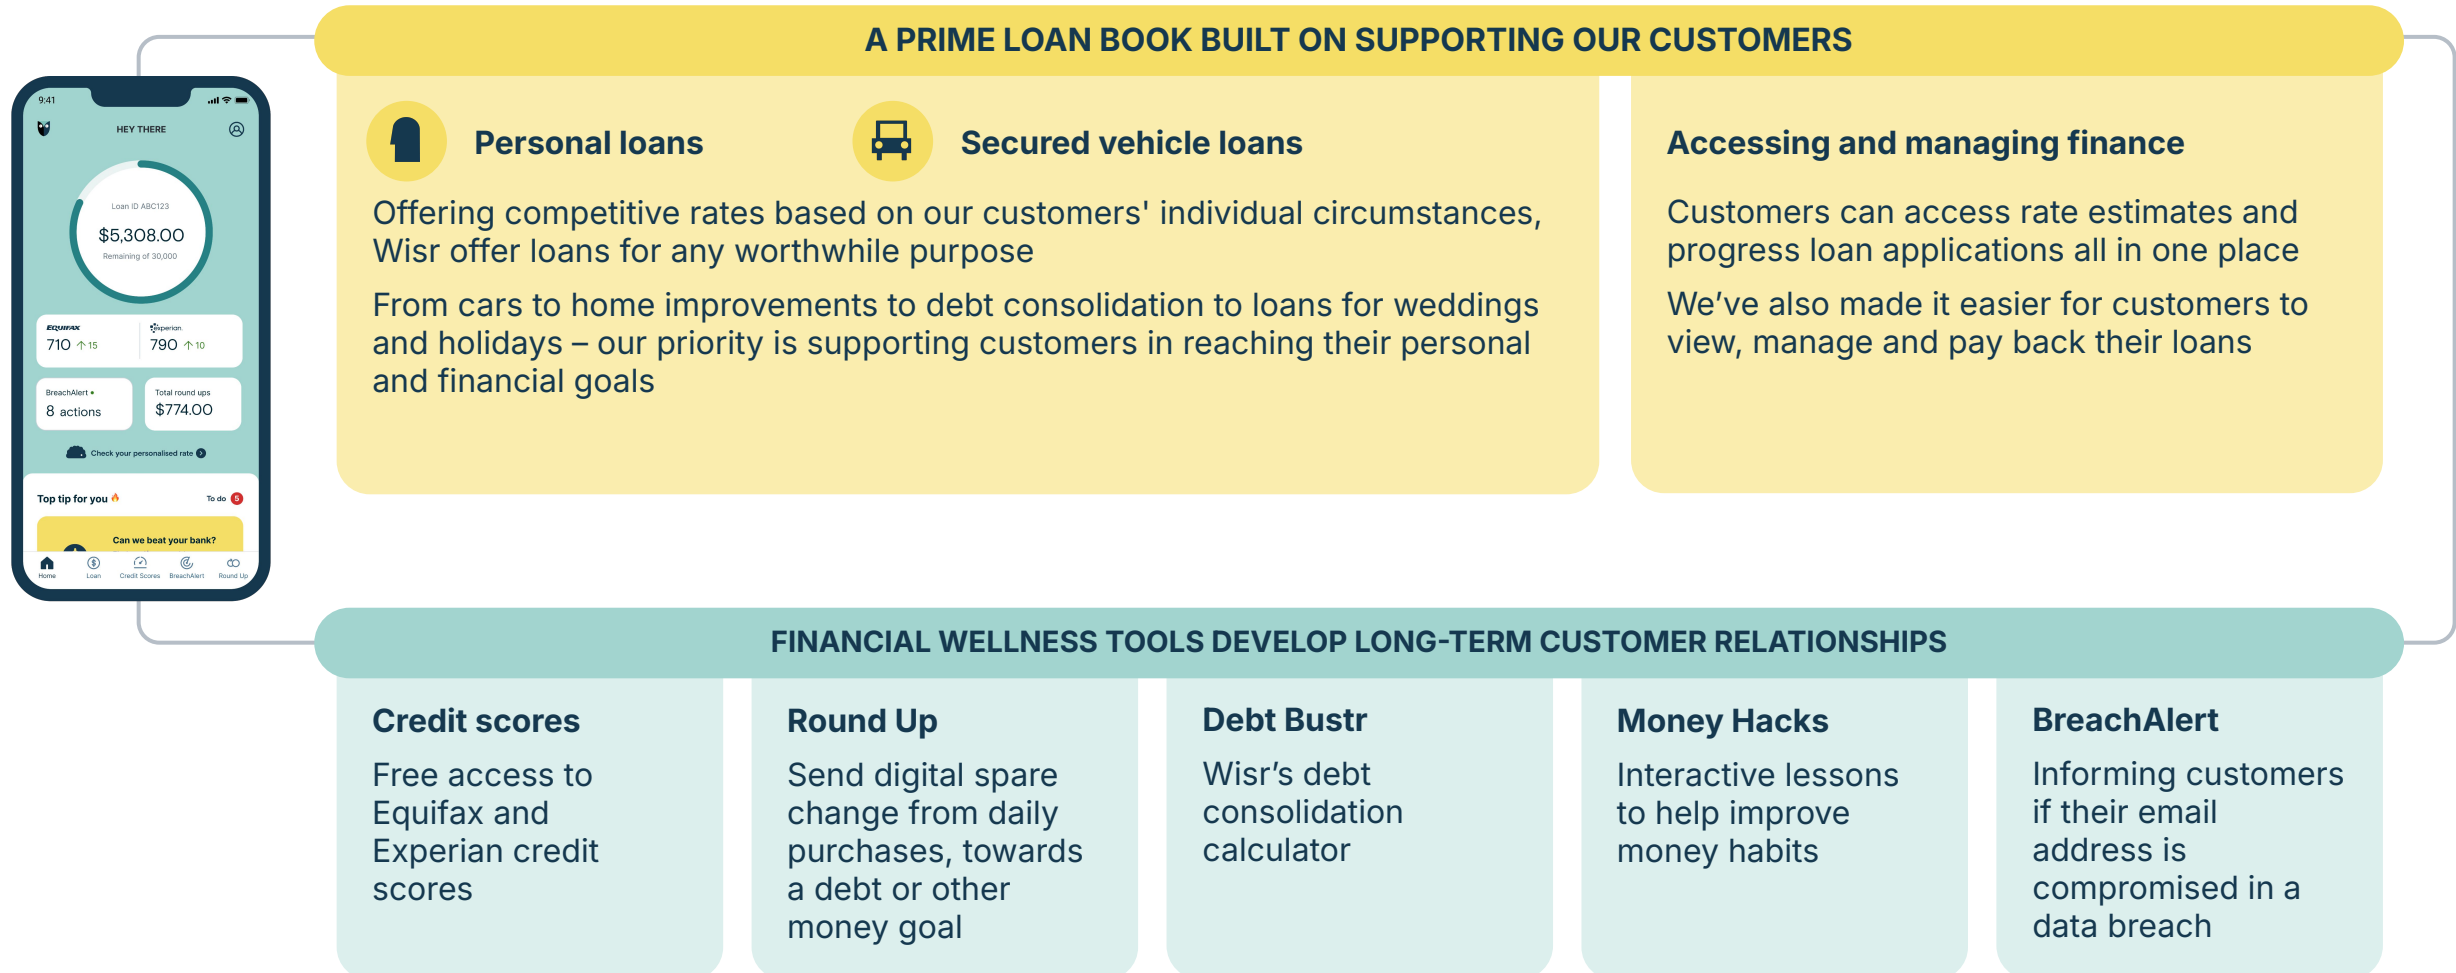 A PRIME LOAN BOOK BUILT ON SUPPORTING OUR CUSTOMERS
9:41
HEY THERE
Loan ID ABC123
$5,308.00
Remaining of 30,000
EQUIFAX
experian.
710 ↑ 15
790 ↑ 10
BreachAlert
8 actions
Total round ups
$774.00
Check your personalised rate
Top tip for you
To do 5
Can we beat your bank?
Home
Loan
Credit Scores
BreachAlert
Round Up
Personal loans
Secured vehicle loans
Offering competitive rates based on our customers' individual circumstances,
Wisr offer loans for any worthwhile purpose
From cars to home improvements to debt consolidation to loans for weddings
and holidays – our priority is supporting customers in reaching their personal
and financial goals
Accessing and managing finance
Customers can access rate estimates and
progress loan applications all in one place
We’ve also made it easier for customers to
view, manage and pay back their loans
FINANCIAL WELLNESS TOOLS DEVELOP LONG-TERM CUSTOMER RELATIONSHIPS
Credit scores
Free access to
Equifax and
Experian credit
scores
Round Up
Send digital spare
change from daily
purchases, towards
a debt or other
money goal
Debt Bustr
Wisr’s debt
consolidation
calculator
Money Hacks
Interactive lessons
to help improve
money habits
BreachAlert
Informing customers
if their email
address is
compromised in a
data breach